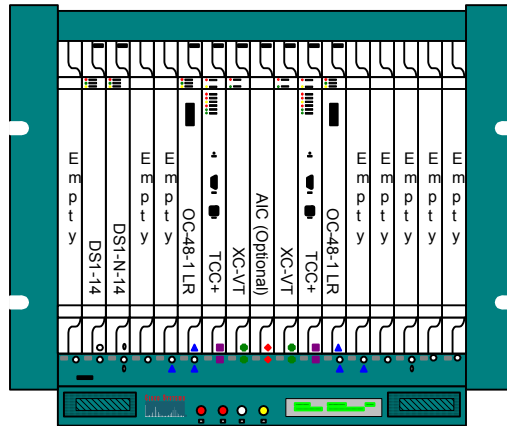 Empty
DS1-14
DS1-N-14
Empty
Empty
OC-48-1 LR
TCC+
XC-VT
AIC (Optional)
XC-VT
TCC+
OC-48-1 LR
Empty
Empty
Empty
Empty
Empty